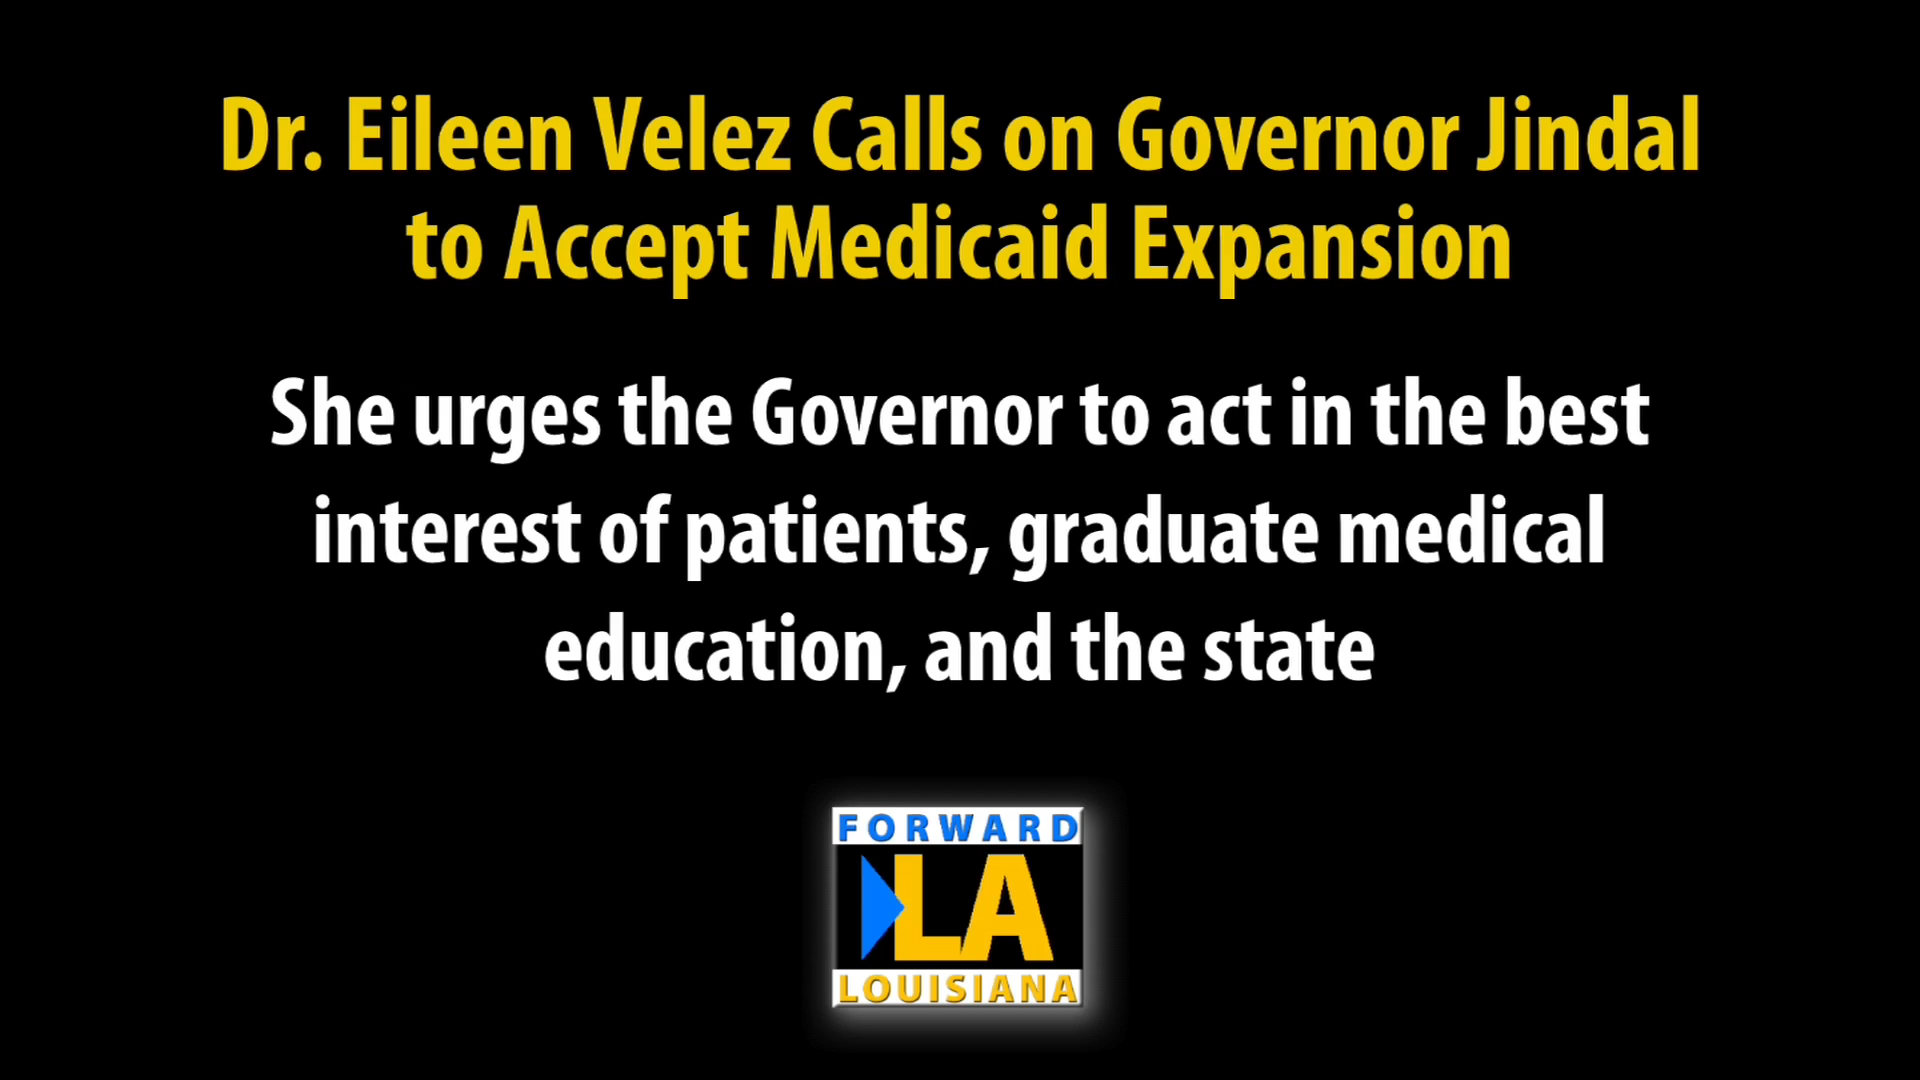 Dr. Eileen Velez Calls on Governor Jindal
to Accept Medicaid Expansion
She urges the Governor to act in the best
interest of patients, graduate medical
education, and the state
FORWARD
LA
LOUISIANA